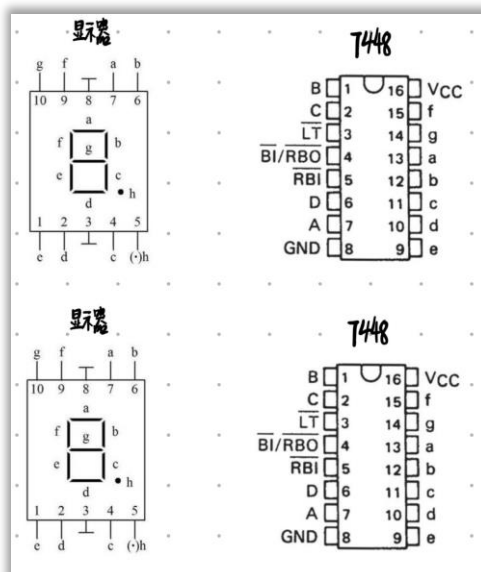 显示器
g f a b
10 9 8 7 6
a
f g b
e c
h
d
1 2 3 4 5
e d c (·)h
7448
B 1 16 VCC
C 2 15 f
LT 3 14 g
BI/RBO 4 13 a
RBI 5 12 b
D 6 11 c
A 7 10 d
GND 8 9 e
显示器
g f a b
10 9 8 7 6
a
f g b
e c
h
d
1 2 3 4 5
e d c (·)h
7448
B 1 16 VCC
C 2 15 f
LT 3 14 g
BI/RBO 4 13 a
RBI 5 12 b
D 6 11 c
A 7 10 d
GND 8 9 e